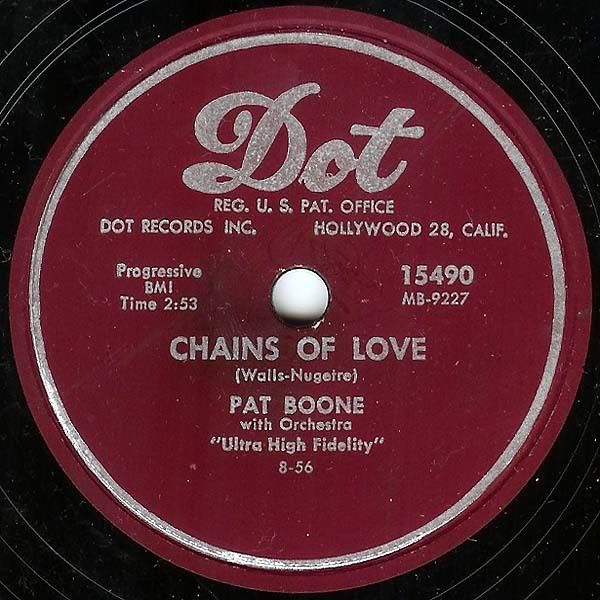 Dot
REG. U. S. PAT. OFFICE
DOT RECORDS INC. HOLLYWOOD 28, CALIF.
Progressive
BMI
Time 2:53
15490
MB-9227
CHAINS OF LOVE
(Walls-Nugetre)
PAT BOONE
with Orchestra
"Ultra High Fidelity"
8-56